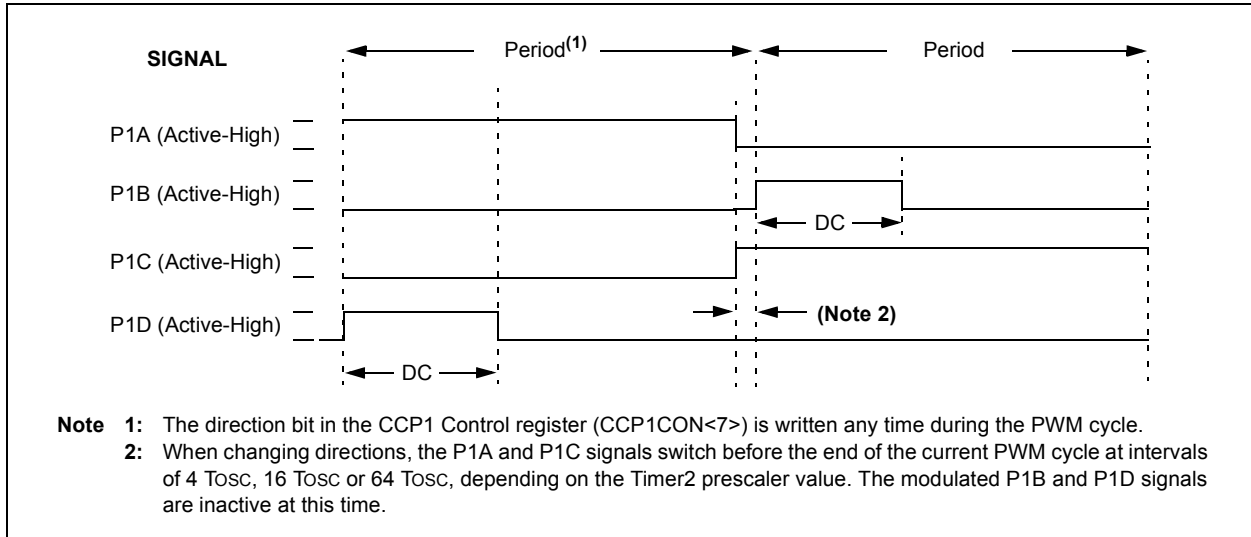 SIGNAL
Period(1)
Period
P1A (Active-High)
P1B (Active-High)
DC
P1C (Active-High)
P1D (Active-High)
(Note 2)
DC
Note 1: The direction bit in the CCP1 Control register (CCP1CON<7>) is written any time during the PWM cycle.
2: When changing directions, the P1A and P1C signals switch before the end of the current PWM cycle at intervals
of 4 TOSC, 16 TOSC or 64 TOSC, depending on the Timer2 prescaler value. The modulated P1B and P1D signals
are inactive at this time.